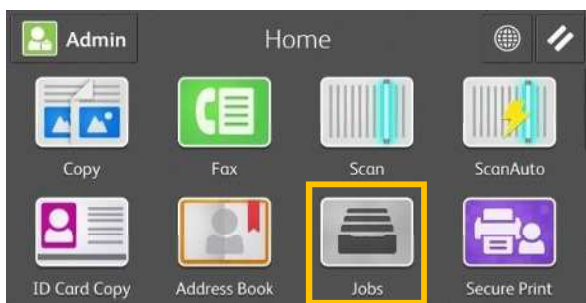 Admin
Home
Copy
Fax
Scan
ScanAuto
ID Card Copy
Address Book
Jobs
Secure Print